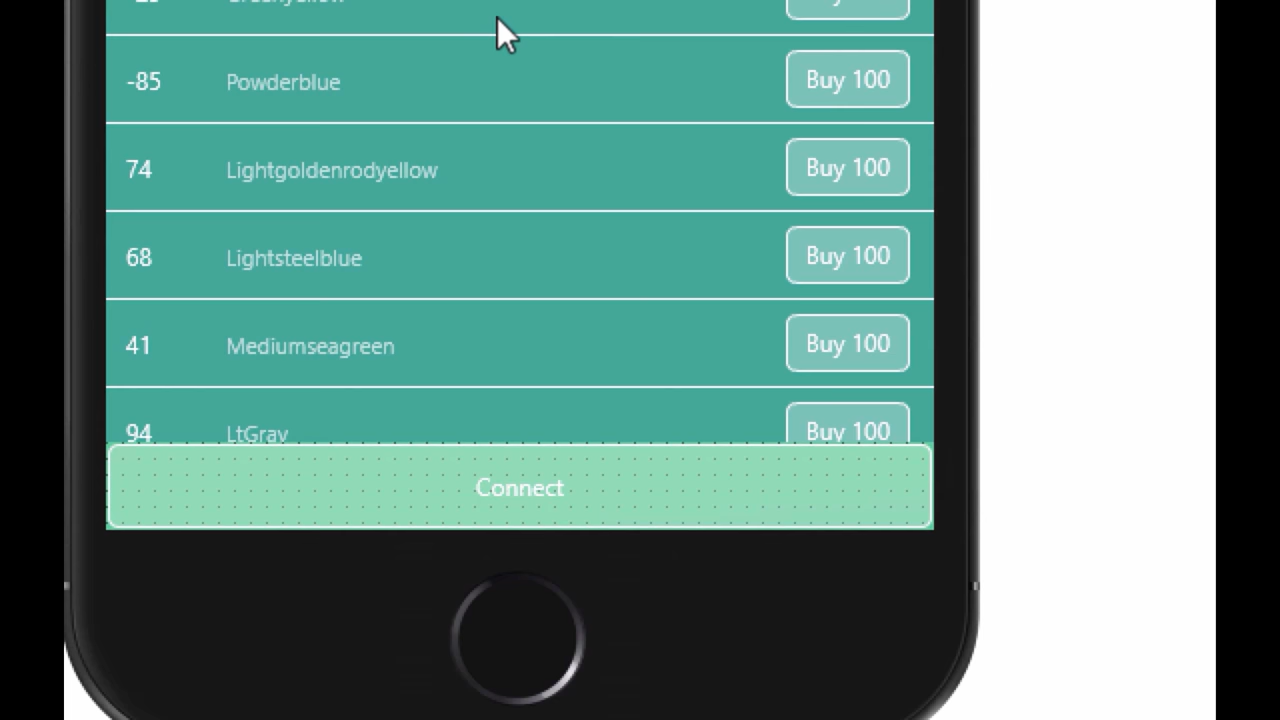 -85 Powderblue Buy 100
74 Lightgoldenrodyellow Buy 100
68 Lightsteelblue Buy 100
41 Mediumseagreen Buy 100
94 LtGray Buy 100
Connect